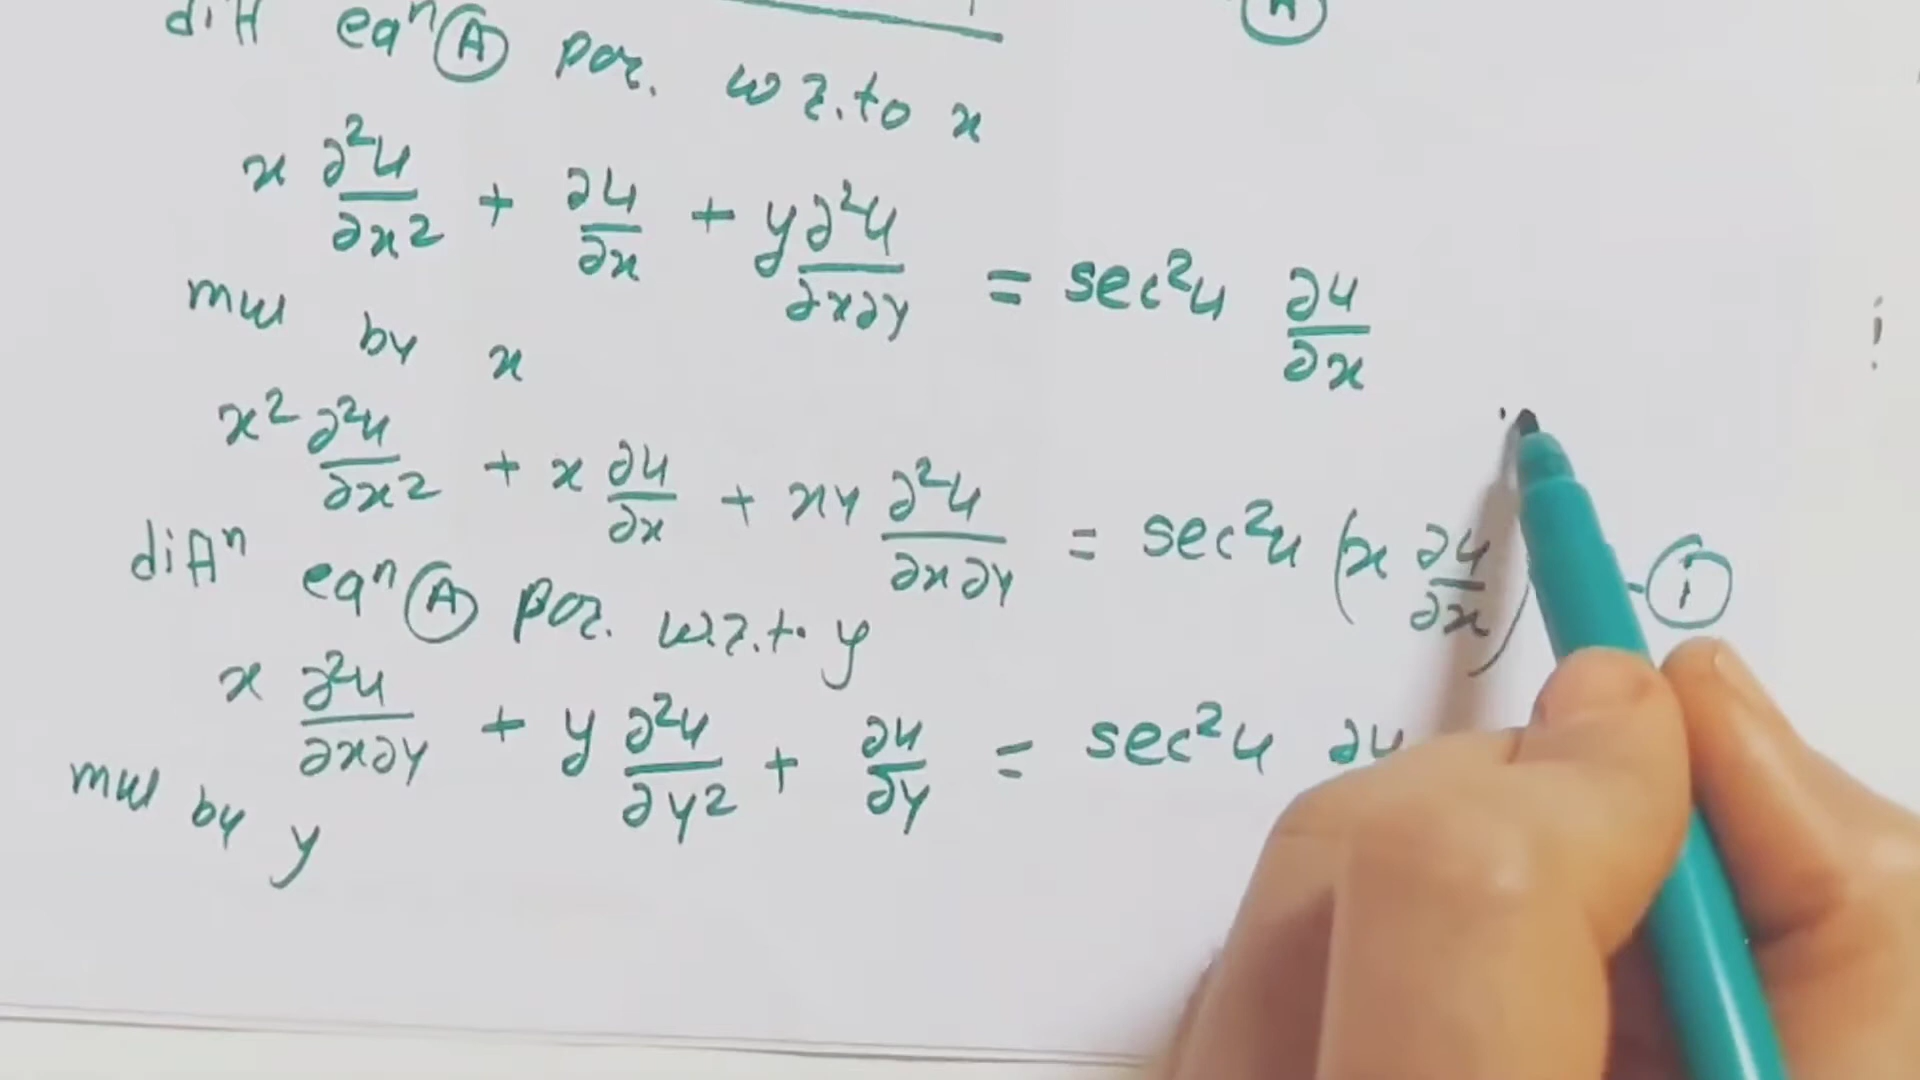 diff eqⁿ Ⓐ par. w r. to x
Ⓐ
x ∂²u/∂x² + ∂u/∂x + y ∂²u/∂x∂y = sec²u ∂u/∂x
mul by x
x² ∂²u/∂x² + x ∂u/∂x + xy ∂²u/∂x∂y = sec²u (x ∂u/∂x) - ①
diffⁿ eqⁿ Ⓐ par. w.r.t. y
x ∂²u/∂x∂y + y ∂²u/∂y² + ∂u/∂y = sec²u ∂u
mul by y